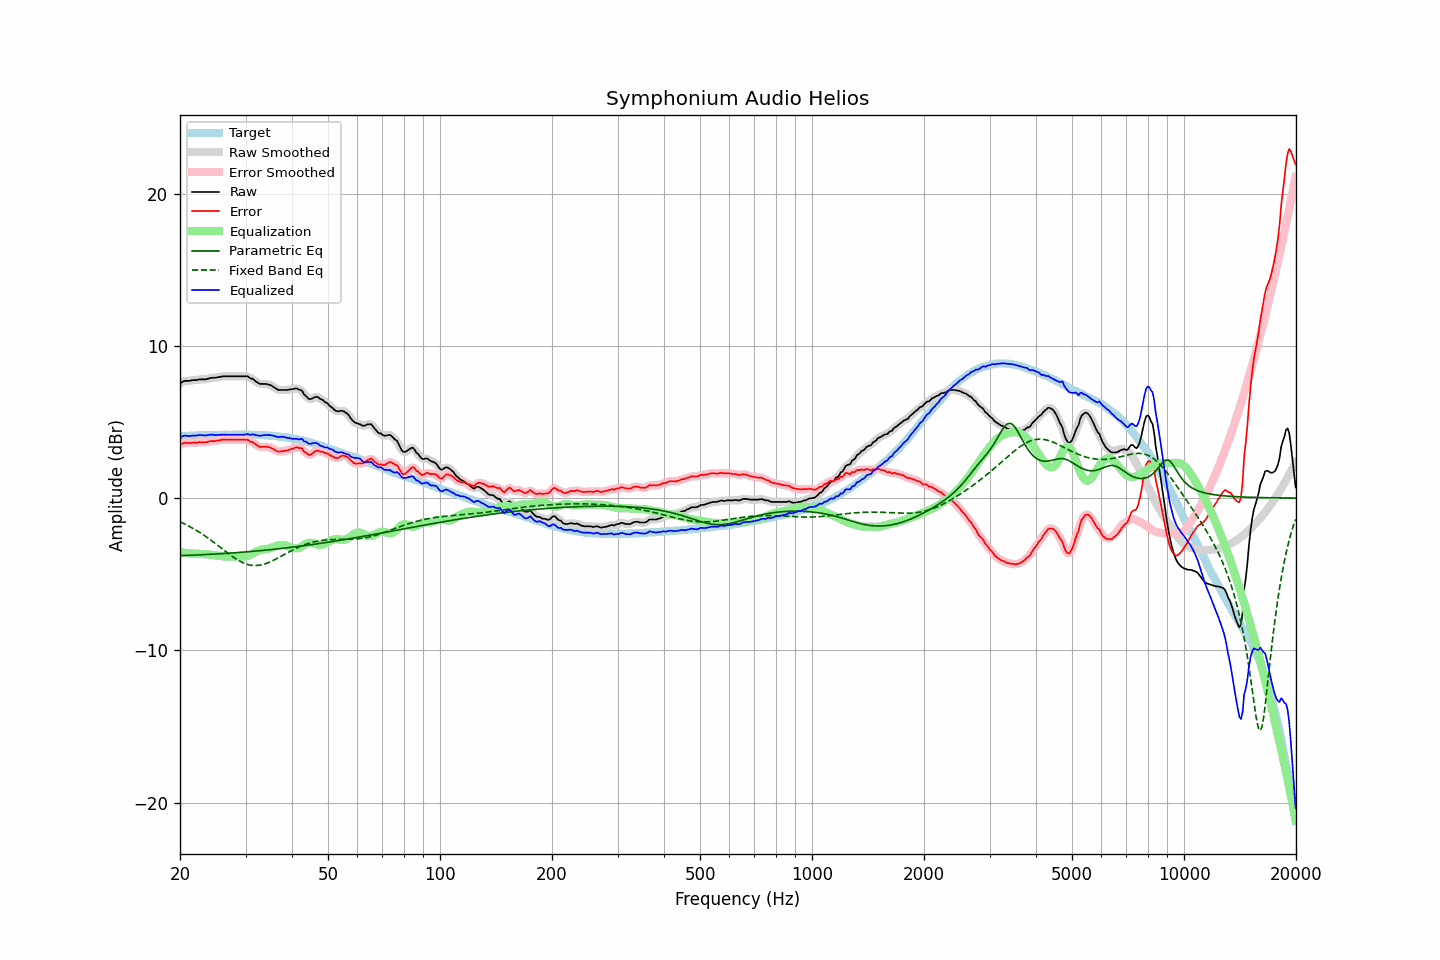 Symphonium Audio Helios
Target
Raw Smoothed
Error Smoothed
Raw
Error
Equalization
Parametric Eq
Fixed Band Eq
Equalized
Amplitude (dBr)
20
10
0
−10
−20
20
50
100
200
500
1000
2000
5000
10000
20000
Frequency (Hz)